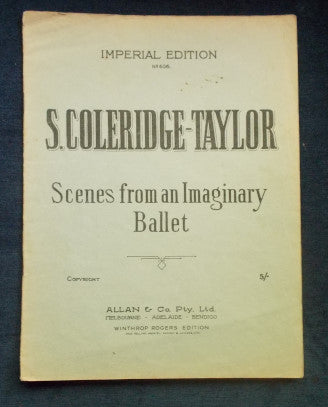 IMPERIAL EDITION
S. COLERIDGE-TAYLOR
Scenes from an Imaginary
Ballet
COPYRIGHT
5/-
ALLAN & Co. Pty. Ltd.
MELBOURNE - ADELAIDE - BENDIGO
WINTHROP ROGERS EDITION